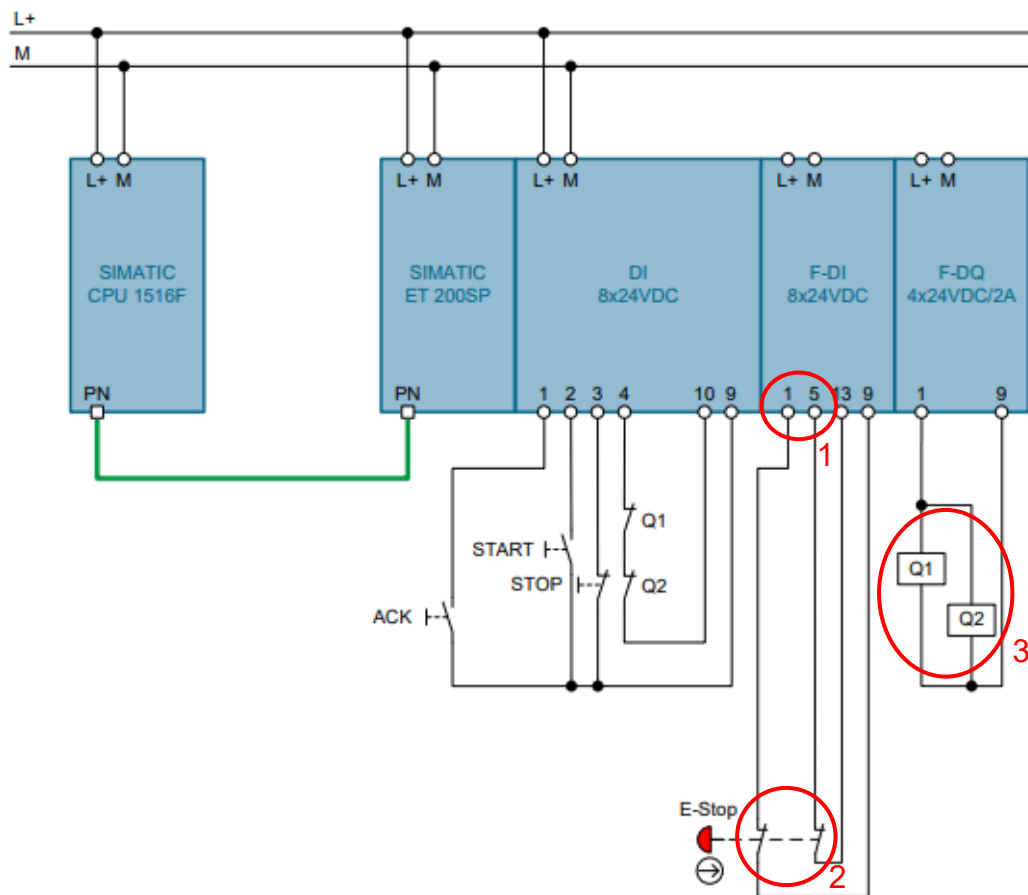 L+
M
L+ M
L+ M
L+ M
L+ M
L+ M
SIMATIC
CPU 1516F
SIMATIC
ET 200SP
DI
8x24VDC
F-DI
8x24VDC
F-DQ
4x24VDC/2A
PN
PN
1 2 3 4 10 9
1 5 13 9
1 9
1
Q1
START
STOP
Q2
ACK
Q1
Q2
3
E-Stop
2